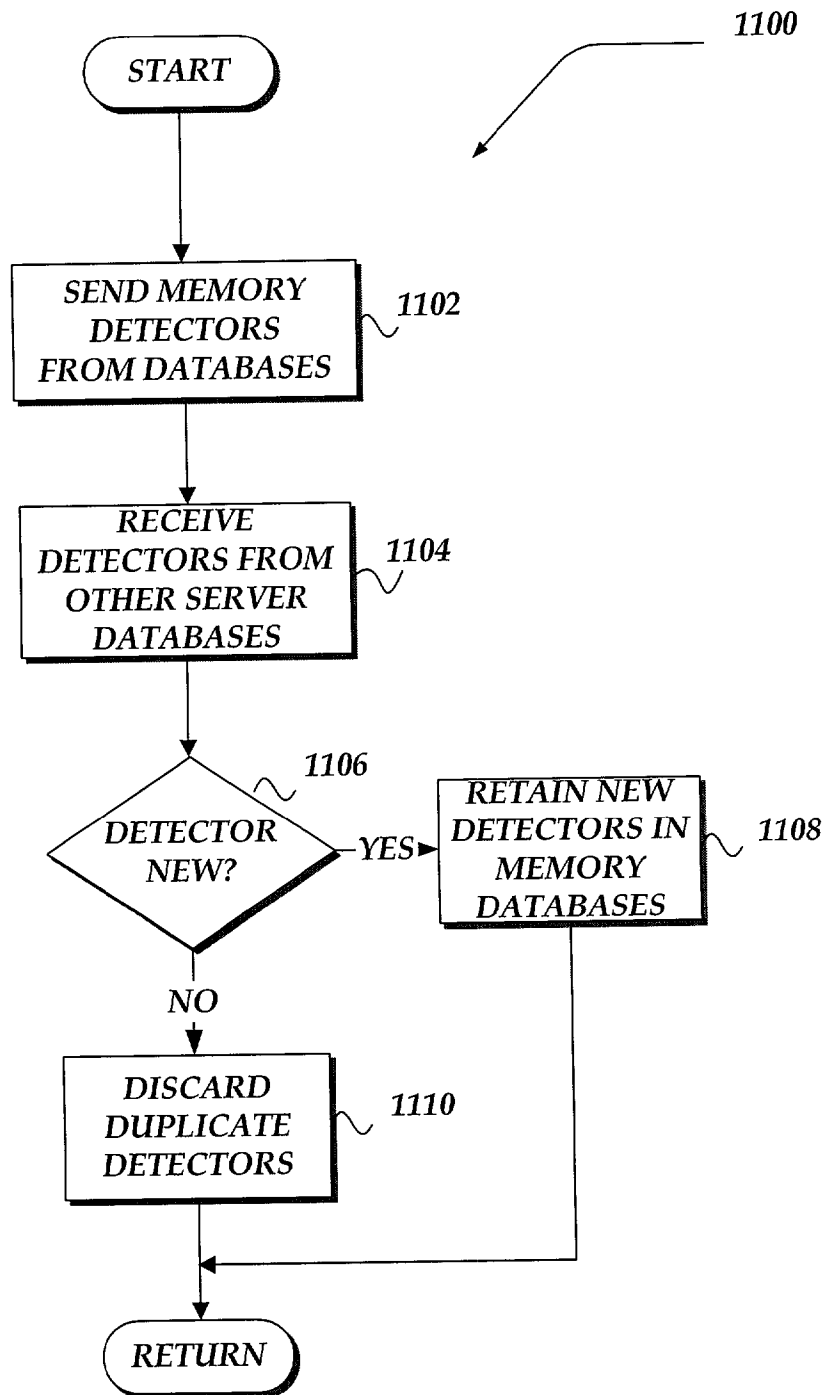 1100
START
SEND MEMORY
DETECTORS
FROM DATABASES
1102
RECEIVE
DETECTORS FROM
OTHER SERVER
DATABASES
1104
1106
DETECTOR
NEW?
YES
RETAIN NEW
DETECTORS IN
MEMORY
DATABASES
1108
NO
DISCARD
DUPLICATE
DETECTORS
1110
RETURN